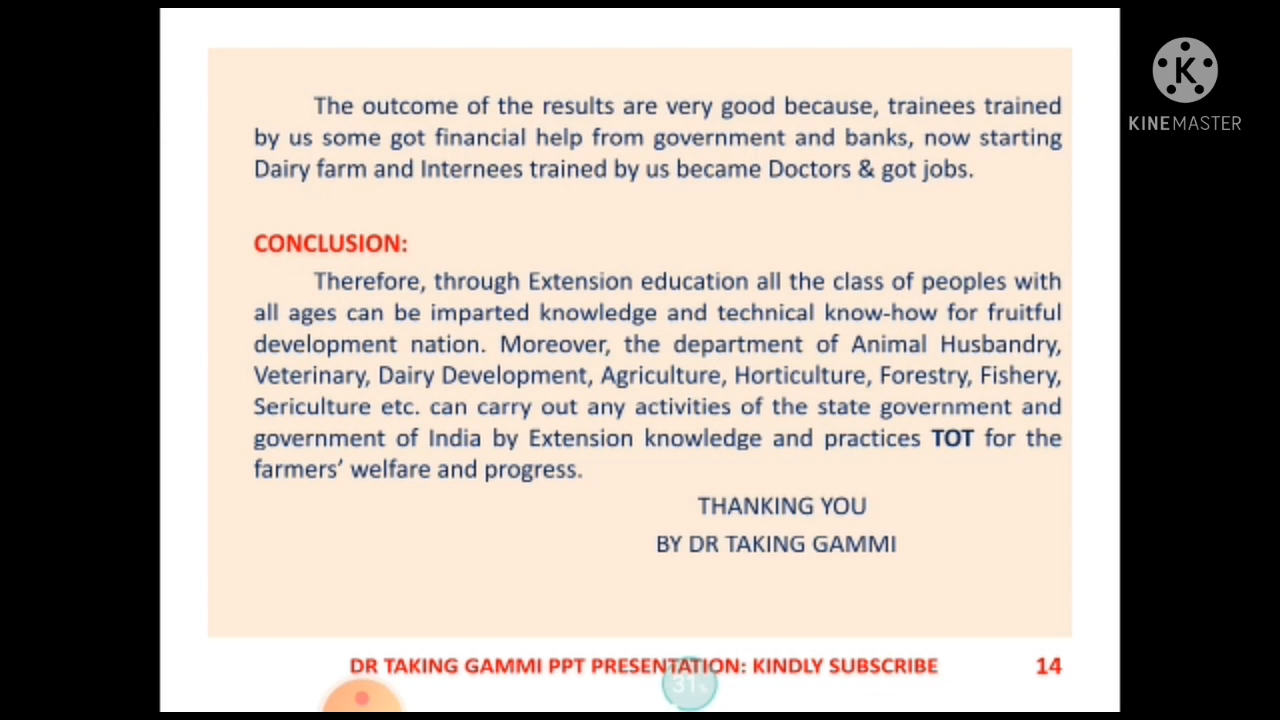 The outcome of the results are very good because, trainees trained
by us some got financial help from government and banks, now starting
Dairy farm and Internees trained by us became Doctors & got jobs.
CONCLUSION:
Therefore, through Extension education all the class of peoples with
all ages can be imparted knowledge and technical know-how for fruitful
development nation. Moreover, the department of Animal Husbandry,
Veterinary, Dairy Development, Agriculture, Horticulture, Forestry, Fishery,
Sericulture etc. can carry out any activities of the state government and
government of India by Extension knowledge and practices TOT for the
farmers’ welfare and progress.
THANKING YOU
BY DR TAKING GAMMI
DR TAKING GAMMI PPT PRESENTATION: KINDLY SUBSCRIBE
14
31%
K
KINEMASTER